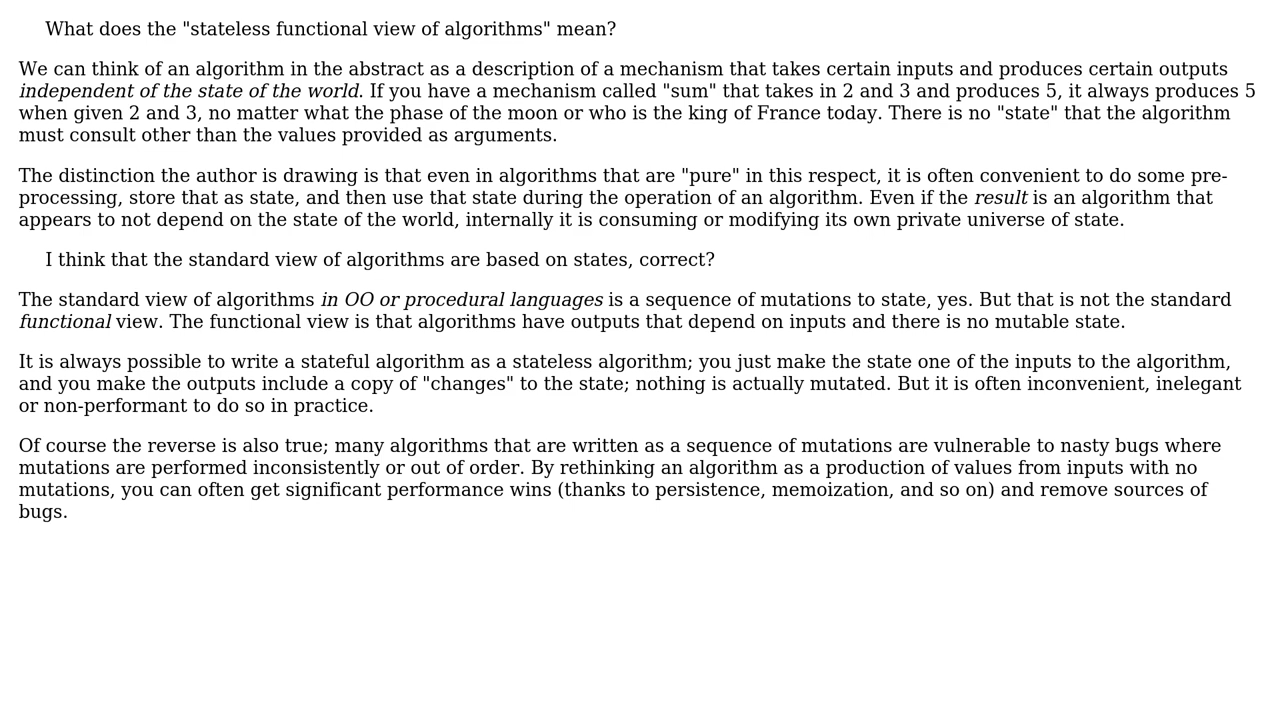 What does the "stateless functional view of algorithms" mean?
We can think of an algorithm in the abstract as a description of a mechanism that takes certain inputs and produces certain outputs
independent of the state of the world. If you have a mechanism called "sum" that takes in 2 and 3 and produces 5, it always produces 5
when given 2 and 3, no matter what the phase of the moon or who is the king of France today. There is no "state" that the algorithm
must consult other than the values provided as arguments.
The distinction the author is drawing is that even in algorithms that are "pure" in this respect, it is often convenient to do some pre-
processing, store that as state, and then use that state during the operation of an algorithm. Even if the result is an algorithm that
appears to not depend on the state of the world, internally it is consuming or modifying its own private universe of state.
I think that the standard view of algorithms are based on states, correct?
The standard view of algorithms in OO or procedural languages is a sequence of mutations to state, yes. But that is not the standard
functional view. The functional view is that algorithms have outputs that depend on inputs and there is no mutable state.
It is always possible to write a stateful algorithm as a stateless algorithm; you just make the state one of the inputs to the algorithm,
and you make the outputs include a copy of "changes" to the state; nothing is actually mutated. But it is often inconvenient, inelegant
or non-performant to do so in practice.
Of course the reverse is also true; many algorithms that are written as a sequence of mutations are vulnerable to nasty bugs where
mutations are performed inconsistently or out of order. By rethinking an algorithm as a production of values from inputs with no
mutations, you can often get significant performance wins (thanks to persistence, memoization, and so on) and remove sources of
bugs.